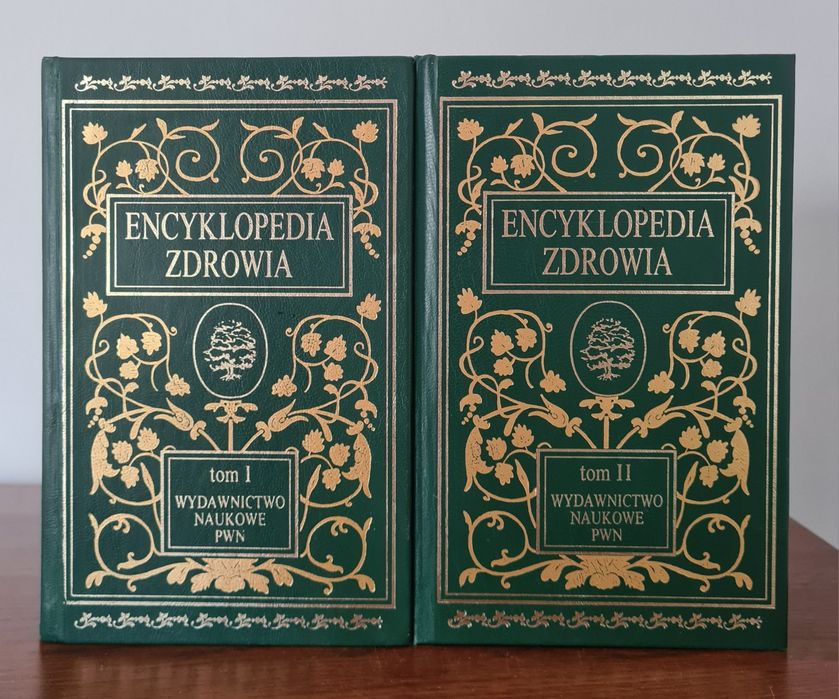 ENCYKLOPEDIA
ZDROWIA
tom I
WYDAWNICTWO
NAUKOWE
PWN
ENCYKLOPEDIA
ZDROWIA
tom II
WYDAWNICTWO
NAUKOWE
PWN